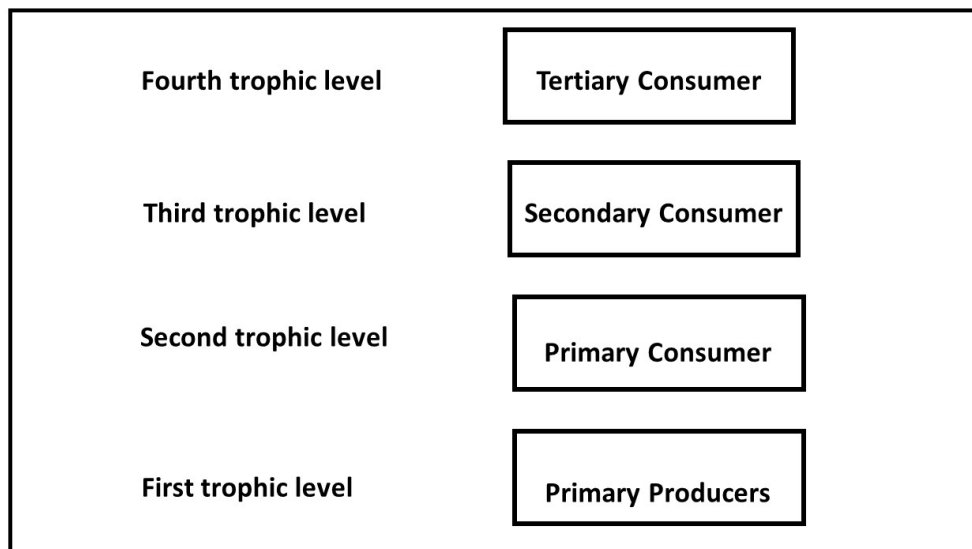 Fourth trophic level
Tertiary Consumer
Third trophic level
Secondary Consumer
Second trophic level
Primary Consumer
First trophic level
Primary Producers